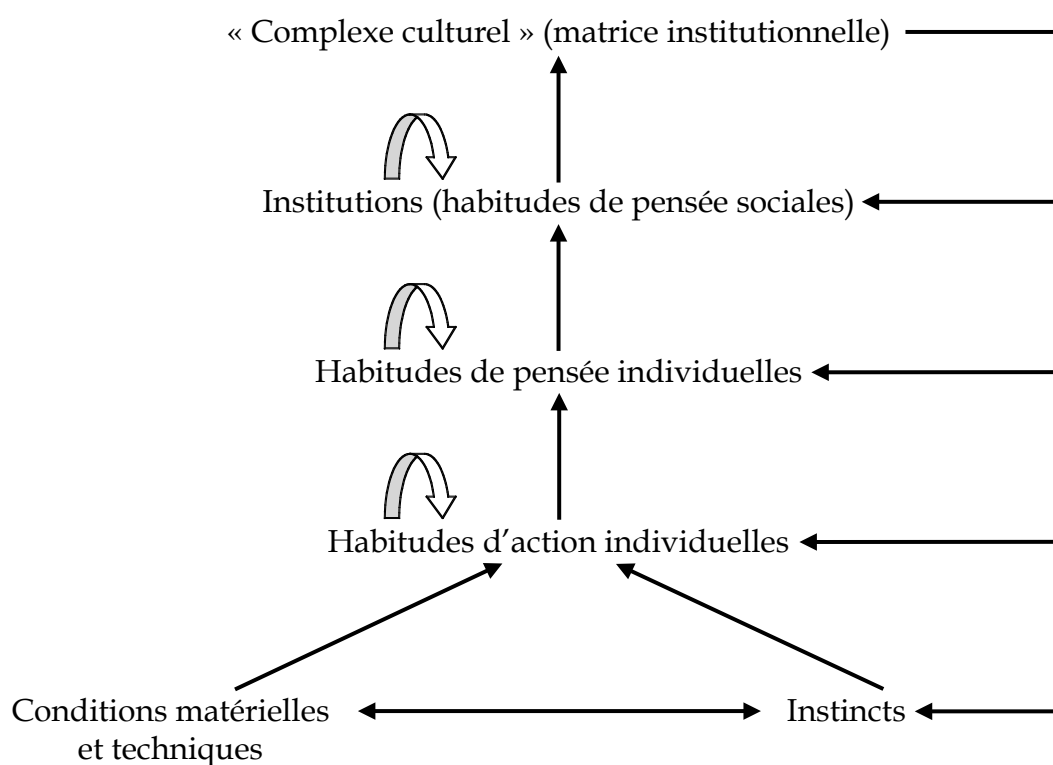 « Complexe culturel » (matrice institutionnelle)
Institutions (habitudes de pensée sociales)
Habitudes de pensée individuelles
Habitudes d’action individuelles
Conditions matérielles
et techniques
Instincts